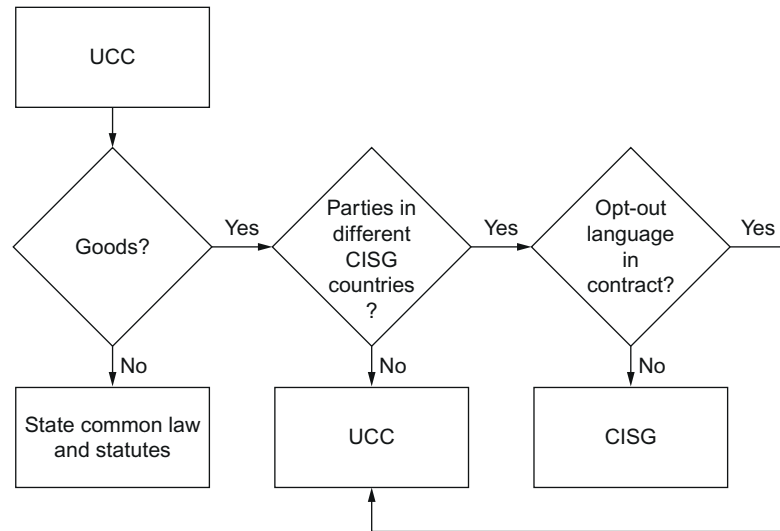 UCC
Goods?
Yes
Parties in
different
CISG
countries
?
Yes
Opt-out
language
in
contract?
Yes
No
No
No
State common law
and statutes
UCC
CISG